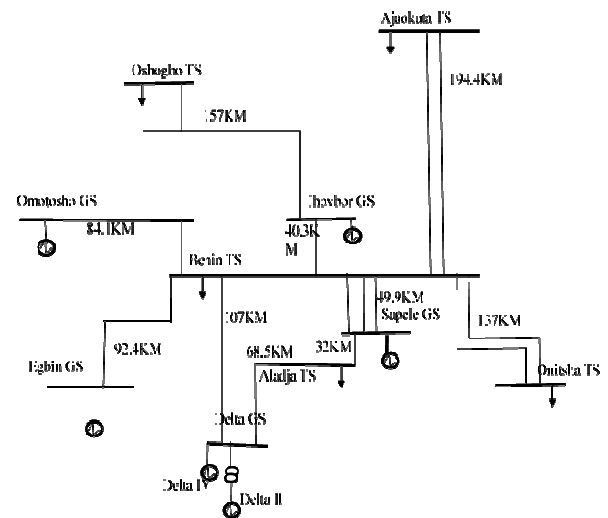 Ajaokuta TS
Oshogbo TS
194.4KM
157KM
Omotosho GS
Ihovbor GS
84.1KM
40.3K
M
Benin TS
49.9KM
Sapele GS
107KM
137KM
92.4KM
68.5KM
32KM
Egbin GS
Aladja TS
Onitsha TS
Delta GS
Delta IV
Delta II